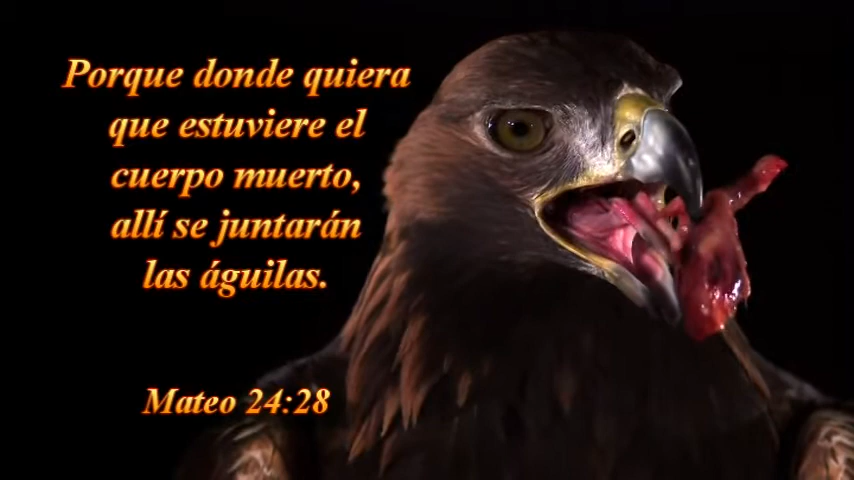 Porque donde quiera
que estuviere el
cuerpo muerto,
allí se juntarán
las águilas.
Mateo 24:28